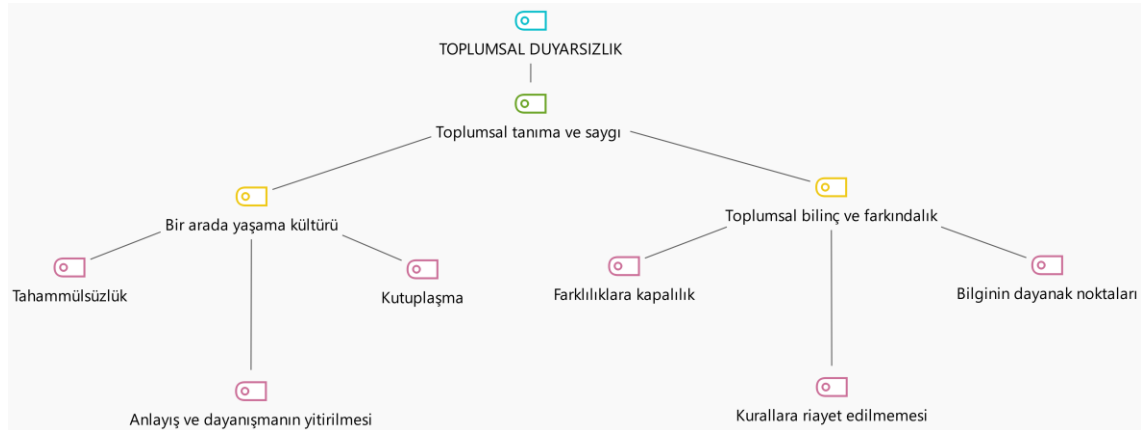 TOPLUMSAL DUYARSIZLIK
Toplumsal tanıma ve saygı
Bir arada yaşama kültürü
Toplumsal bilinç ve farkındalık
Tahammülsüzlük
Kutuplaşma
Farklılıklara kapalılık
Bilginin dayanak noktaları
Anlayış ve dayanışmanın yitirilmesi
Kurallara riayet edilmemesi